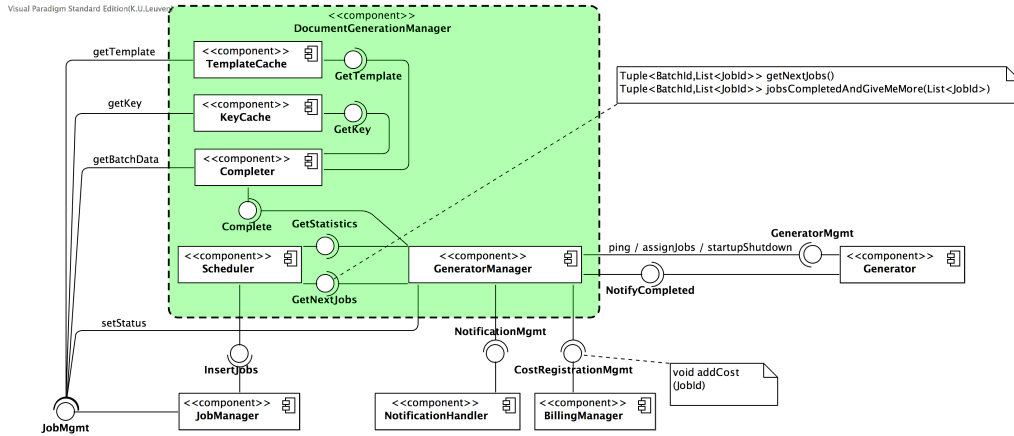 Visual Paradigm Standard Edition(K.U.Leuven)
<<component>>
DocumentGenerationManager
getTemplate
<<component>>
TemplateCache
GetTemplate
Tuple<BatchId,List<JobId>> getNextJobs()
Tuple<BatchId,List<JobId>> jobsCompletedAndGiveMeMore(List<JobId>)
getKey
<<component>>
KeyCache
GetKey
getBatchData
<<component>>
Completer
Complete
GetStatistics
<<component>>
Scheduler
<<component>>
GeneratorManager
ping / assignJobs / startupShutdown
GeneratorMgmt
<<component>>
Generator
NotifyCompleted
GetNextJobs
setStatus
NotificationMgmt
InsertJobs
CostRegistrationMgmt
void addCost
(JobId)
JobMgmt
<<component>>
JobManager
<<component>>
NotificationHandler
<<component>>
BillingManager